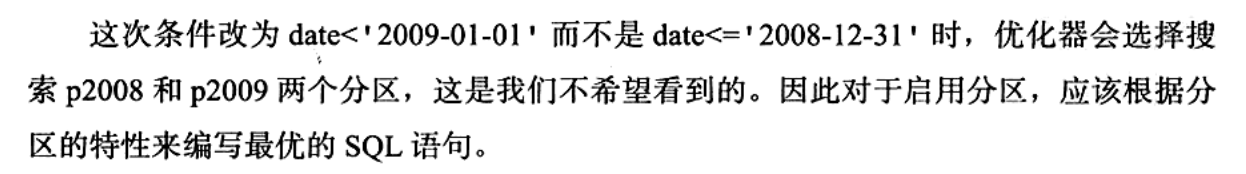 这次条件改为 date<'2009-01-01' 而不是 date<='2008-12-31' 时，优化器会选择搜
索 p2008 和 p2009 两个分区，这是我们不希望看到的。因此对于启用分区，应该根据分
区的特性来编写最优的 SQL 语句。